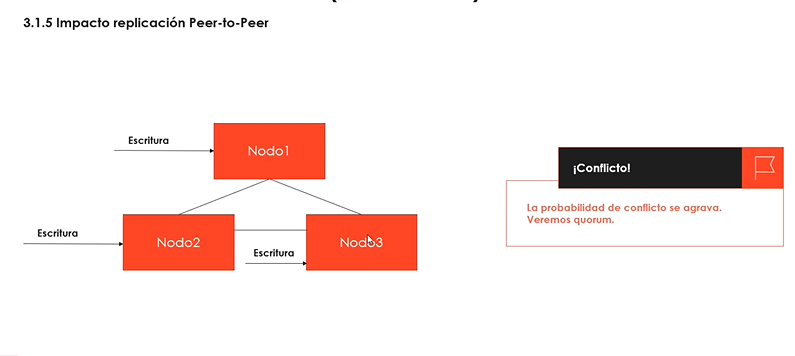 3.1.5 Impacto replicación Peer-to-Peer
Escritura
Nodo1
¡Conflicto!
La probabilidad de conflicto se agrava.
Veremos quorum.
Escritura
Nodo2
Escritura
Nodo3